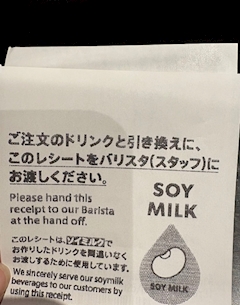 ご注文のドリンクと引き換えに、
このレシートをバリスタ(スタッフ)に
お渡しください。
Please hand this
receipt to our Barista
at the hand off.
このレシートは、ソイミルクで
お作りしたドリンクを間違いなく
お渡しするために使用しています。
We sincerely serve our soymilk
beverages to our customers by
using this receipt.
SOY
MILK
SOY MILK